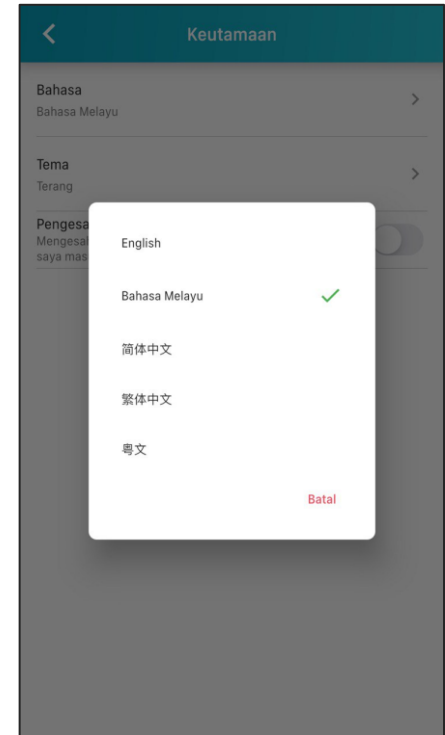 Keutamaan
Bahasa
Bahasa Melayu
Tema
Terang
Pengesa
Mengesal
saya mas
English
Bahasa Melayu
简体中文
繁体中文
粤文
Batal